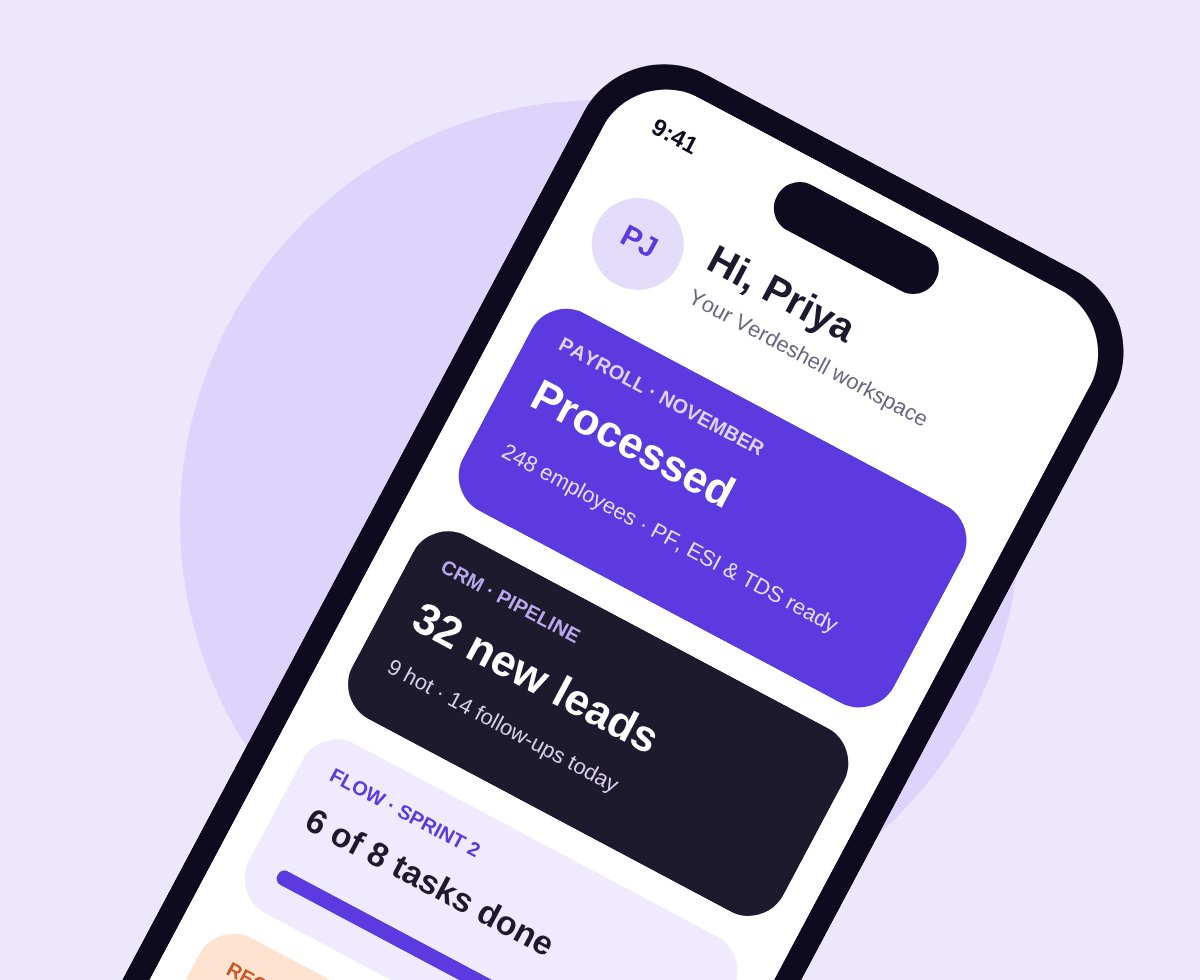 9:41
PJ
Hi, Priya
Your Verdeshell workspace
PAYROLL · NOVEMBER
Processed
248 employees · PF, ESI & TDS ready
CRM · PIPELINE
32 new leads
9 hot · 14 follow-ups today
FLOW · SPRINT 2
6 of 8 tasks done